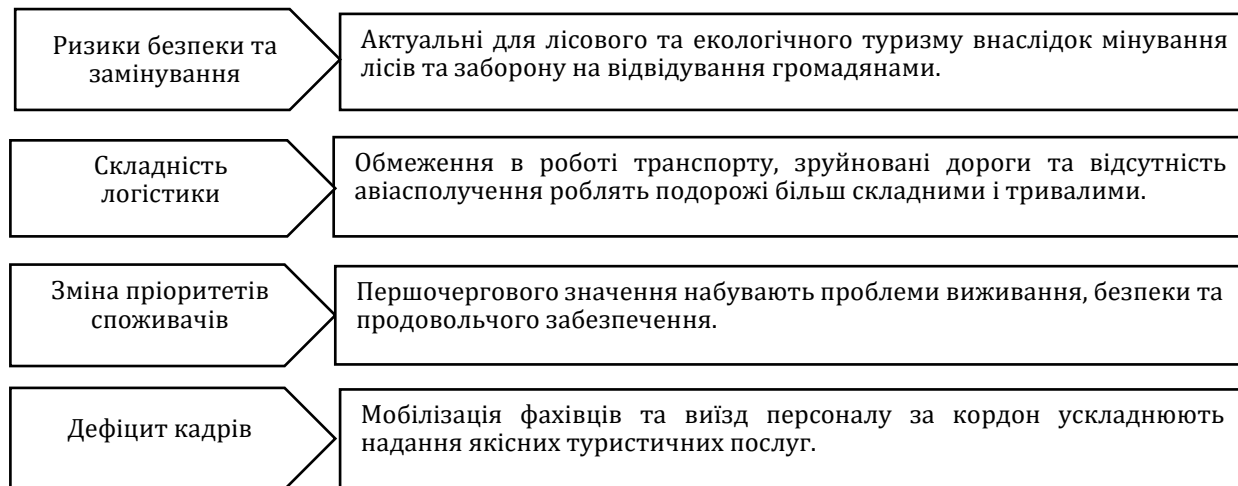 Ризики безпеки та
замінування
Актуальні для лісового та екологічного туризму внаслідок мінування
лісів та заборону на відвідування громадянами.
Складність
логістики
Обмеження в роботі транспорту, зруйновані дороги та відсутність
авіасполучення роблять подорожі більш складними і тривалими.
Зміна пріоритетів
споживачів
Першочергового значення набувають проблеми виживання, безпеки та
продовольчого забезпечення.
Дефіцит кадрів
Мобілізація фахівців та виїзд персоналу за кордон ускладнюють
надання якісних туристичних послуг.